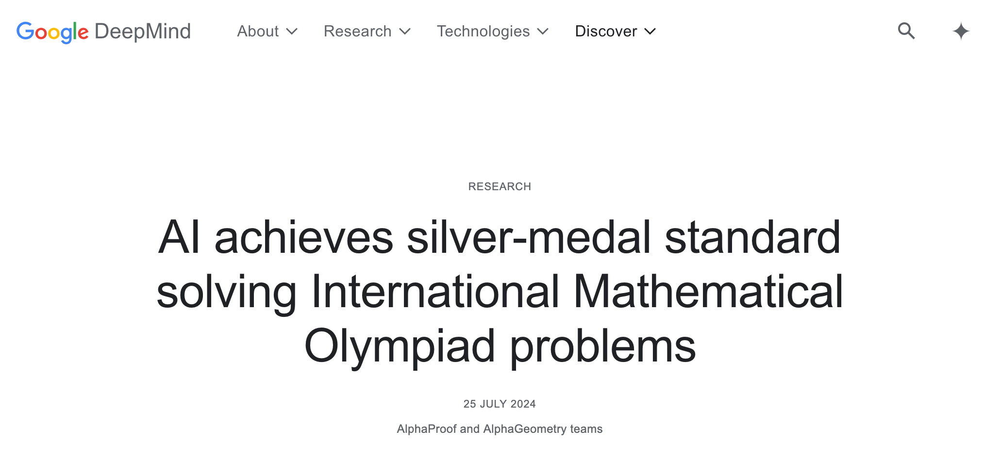 Google DeepMind About Research Technologies Discover
RESEARCH
AI achieves silver-medal standard
solving International Mathematical
Olympiad problems
25 JULY 2024
AlphaProof and AlphaGeometry teams